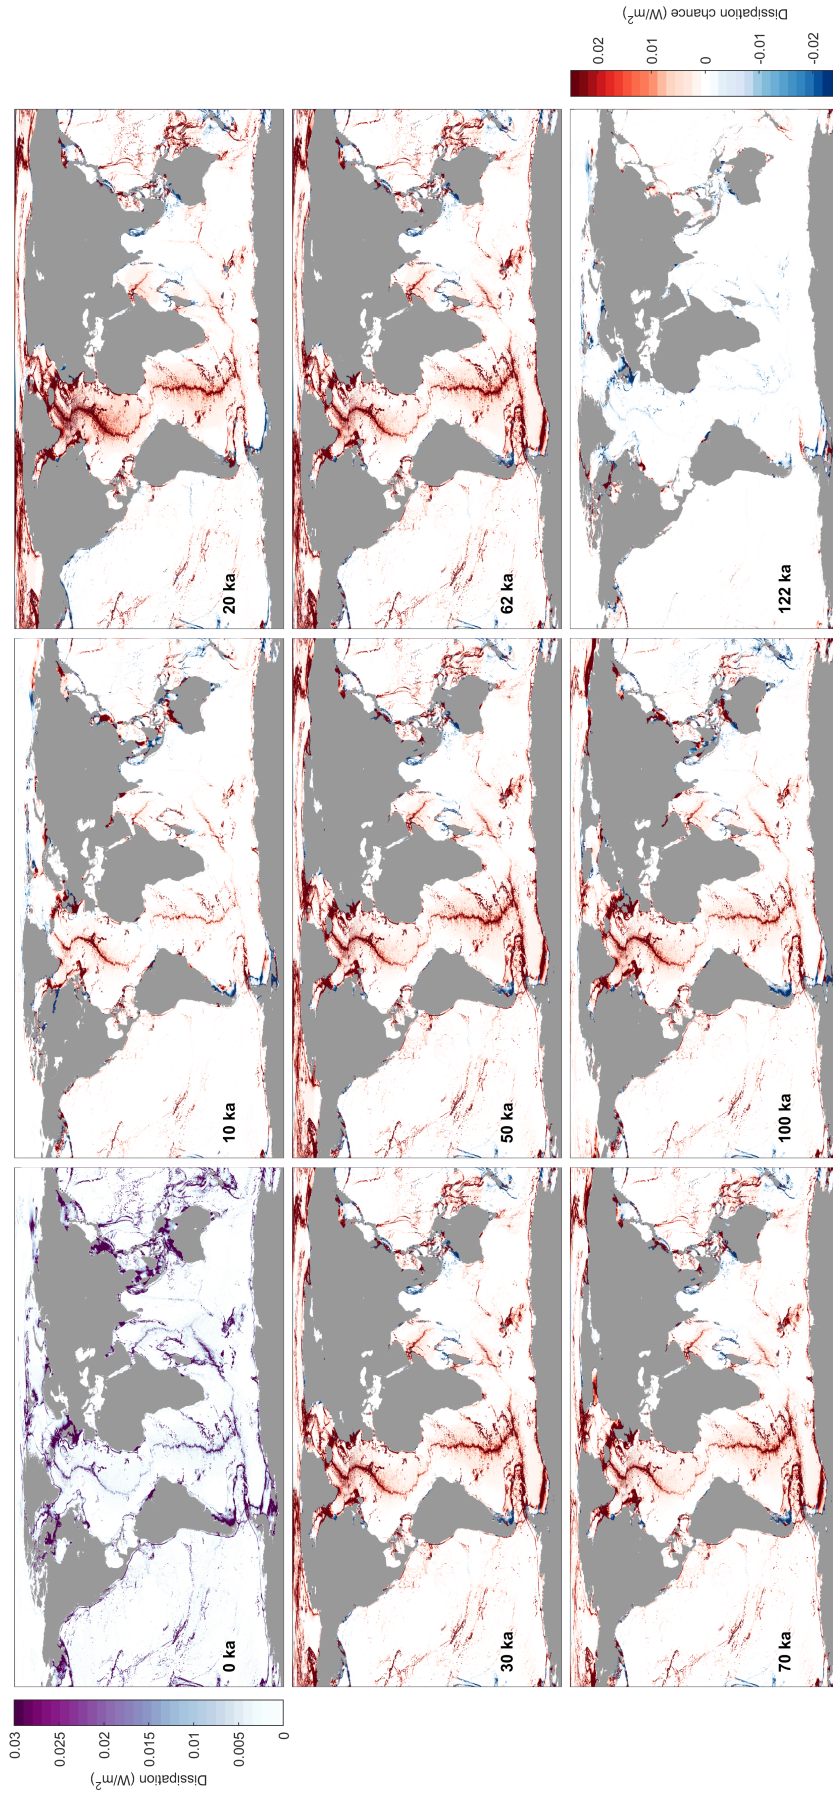 Dissipation (W/m²)
0.03
0.025
0.02
0.015
0.01
0.005
0
0 ka
10 ka
20 ka
30 ka
50 ka
62 ka
70 ka
100 ka
122 ka
Dissipation chance (W/m²)
0.02
0.01
0
-0.01
-0.02